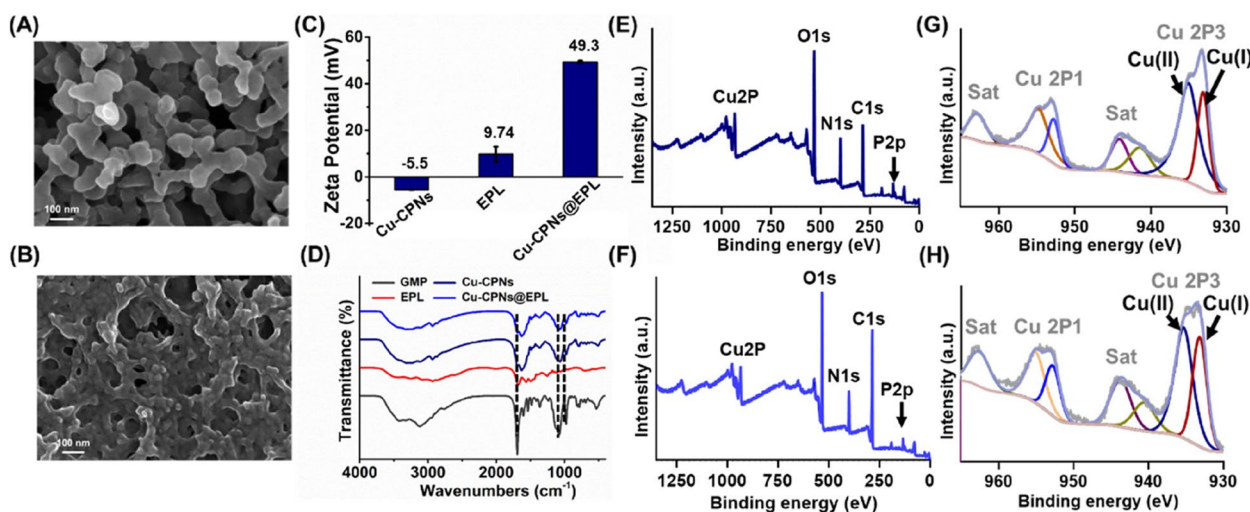 (A)
100 nm
(B)
100 nm
(C)
Zeta Potential (mV)
60
40
20
0
-20
-5.5
9.74
49.3
Cu-CPNs
EPL
Cu-CPNs@EPL
(D)
GMP
Cu-CPNs
EPL
Cu-CPNs@EPL
Transmittance (%)
4000 3000 2000 1000
Wavenumbers (cm-1)
(E)
Intensity (a.u.)
O1s
Cu2P
N1s
C1s
P2p
1250 1000 750 500 250 0
Binding energy (eV)
(F)
Intensity (a.u.)
O1s
C1s
Cu2P
N1s
P2p
1250 1000 750 500 250 0
Binding energy (eV)
(G)
Intensity (a.u.)
Cu 2P3
Cu(II)
Cu(I)
Cu 2P1
Sat
Sat
960 950 940 930
Binding energy (eV)
(H)
Intensity (a.u.)
Cu 2P3
Cu(II)
Cu(I)
Sat
Cu 2P1
Sat
960 950 940 930
Binding energy (eV)